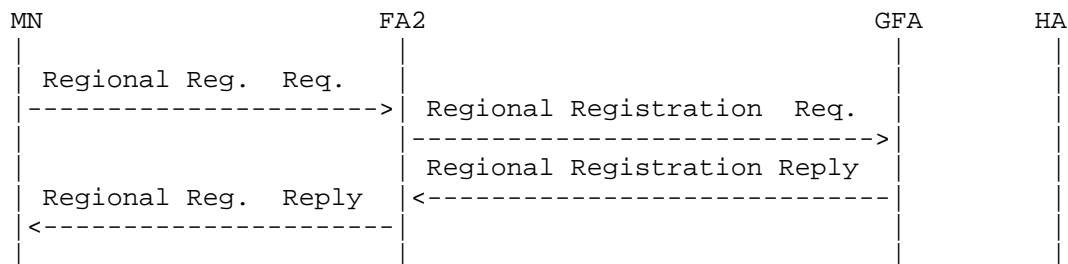 MN FA2 GFA HA
Regional Reg. Req.
Regional Registration Req.
Regional Registration Reply
Regional Reg. Reply